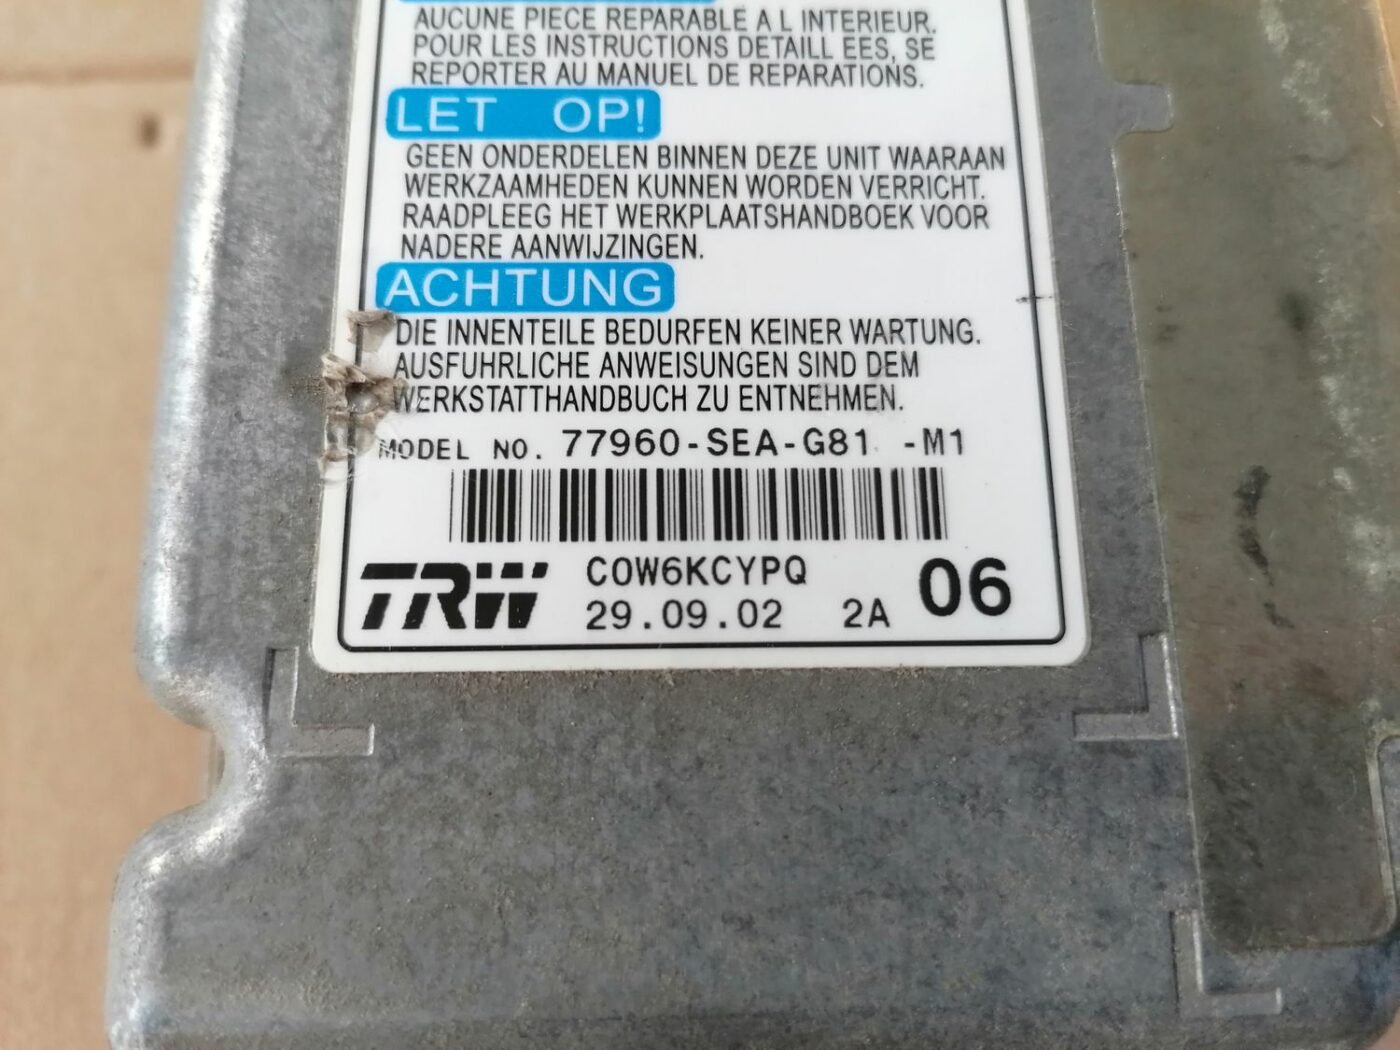 AUCUNE PIECE REPARABLE A L INTERIEUR.
POUR LES INSTRUCTIONS DETAILL EES, SE
REPORTER AU MANUEL DE REPARATIONS.
LET OP!
GEEN ONDERDELEN BINNEN DEZE UNIT WAARAAN
WERKZAAMHEDEN KUNNEN WORDEN VERRICHT.
RAADPLEEG HET WERKPLAATSHANDBOEK VOOR
NADERE AANWIJZINGEN.
ACHTUNG
DIE INNENTEILE BEDURFEN KEINER WARTUNG.
AUSFUHRLICHE ANWEISUNGEN SIND DEM
WERKSTATTHANDBUCH ZU ENTNEHMEN.
MODEL NO. 77960-SEA-G81 -M1
TRW C0W6KCYPQ 06
29.09.02 2A